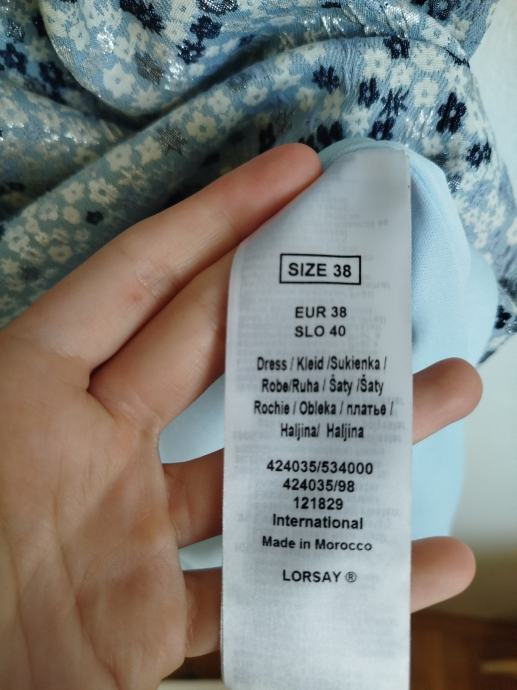 SIZE 38
EUR 38
SLO 40
Dress / Kleid /Sukienka /
Robe/Ruha / Šaty /Šaty
Rochie / Obleka / платье /
Haljina/ Haljina
424035/534000
424035/98
121829
International
Made in Morocco
LORSAY ®